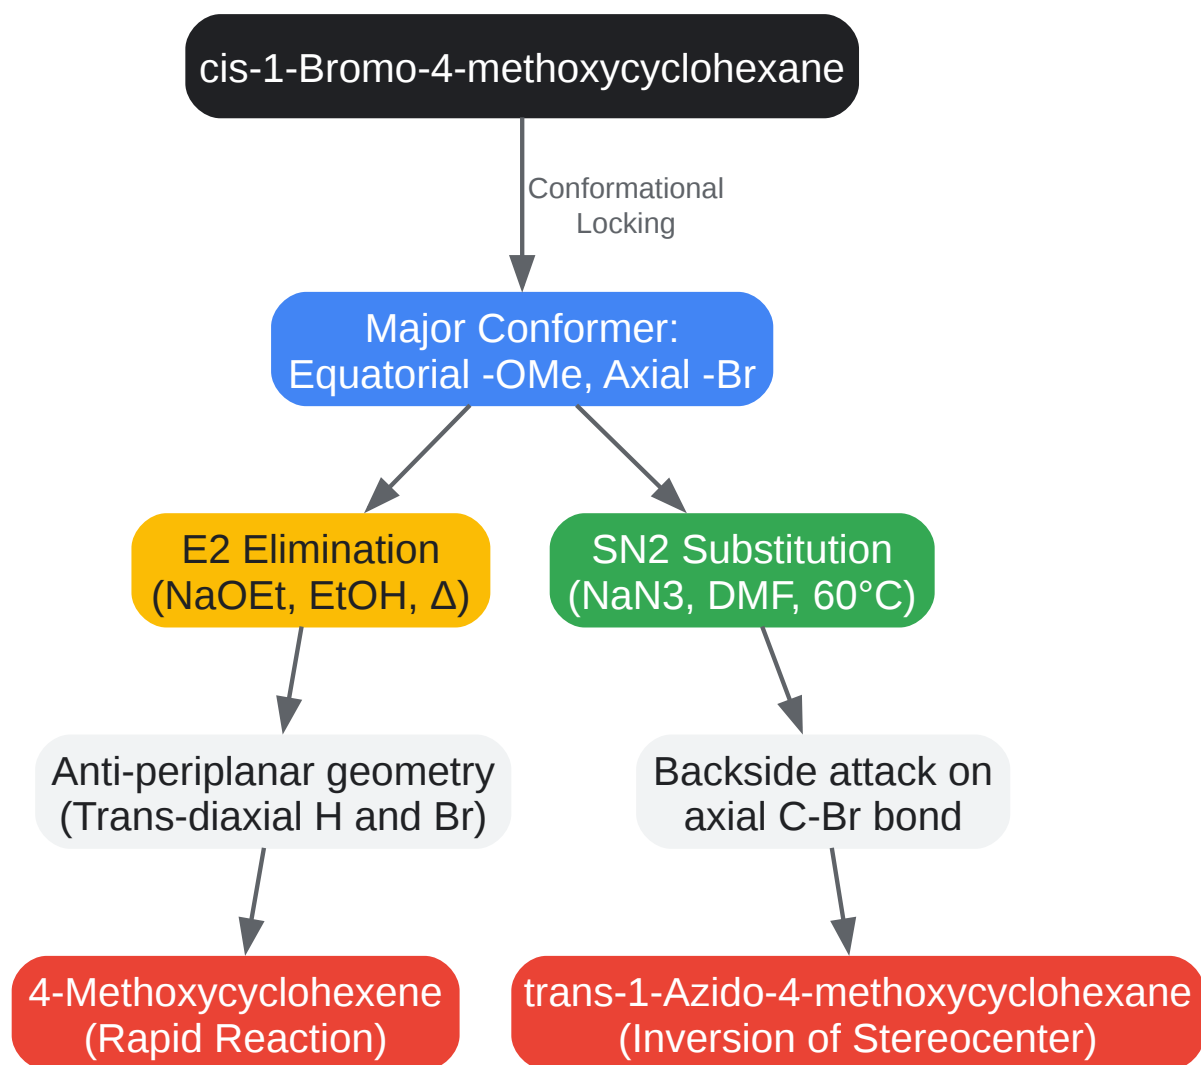 cis-1-Bromo-4-methoxycyclohexane
Conformational
Locking
Major Conformer:
Equatorial -OMe, Axial -Br
E2 Elimination
(NaOEt, EtOH, Δ)
SN2 Substitution
(NaN3, DMF, 60°C)
Anti-periplanar geometry
(Trans-diaxial H and Br)
Backside attack on
axial C-Br bond
4-Methoxycyclohexene
(Rapid Reaction)
trans-1-Azido-4-methoxycyclohexane
(Inversion of Stereocenter)